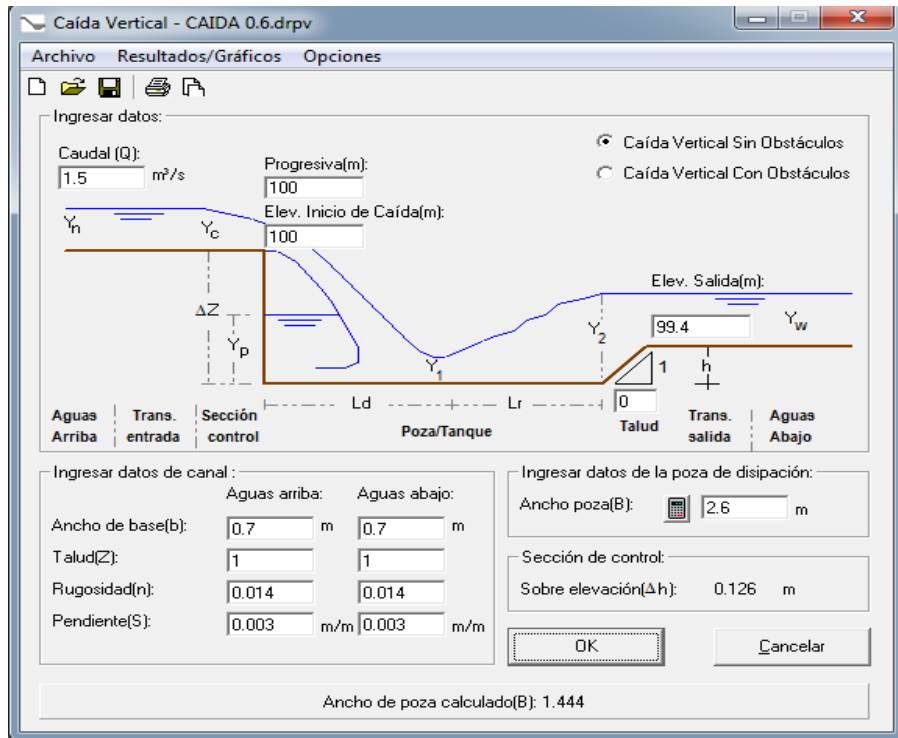 Caída Vertical - CAIDA 0.6.drpv
Archivo Resultados/Gráficos Opciones
Ingresar datos:
Caudal (Q):
1.5 m³/s
Progresiva(m):
100
Elev. Inicio de Caída(m):
100
Caída Vertical Sin Obstáculos
Caída Vertical Con Obstáculos
Yn
Yc
ΔZ
Yp
Y1
Y2
Elev. Salida(m):
99.4
Yw
1
h
Ld
Lr
0
Talud
Aguas Arriba
Trans. entrada
Sección control
Poza/Tanque
Trans. salida
Aguas Abajo
Ingresar datos de canal :
Aguas arriba: Aguas abajo:
Ancho de base(b): 0.7 m 0.7 m
Talud(Z): 1 1
Rugosidad(n): 0.014 0.014
Pendiente(S): 0.003 m/m 0.003 m/m
Ingresar datos de la poza de disipación:
Ancho poza(B): 2.6 m
Sección de control:
Sobre elevación(Δh): 0.126 m
OK Cancelar
Ancho de poza calculado(B): 1.444